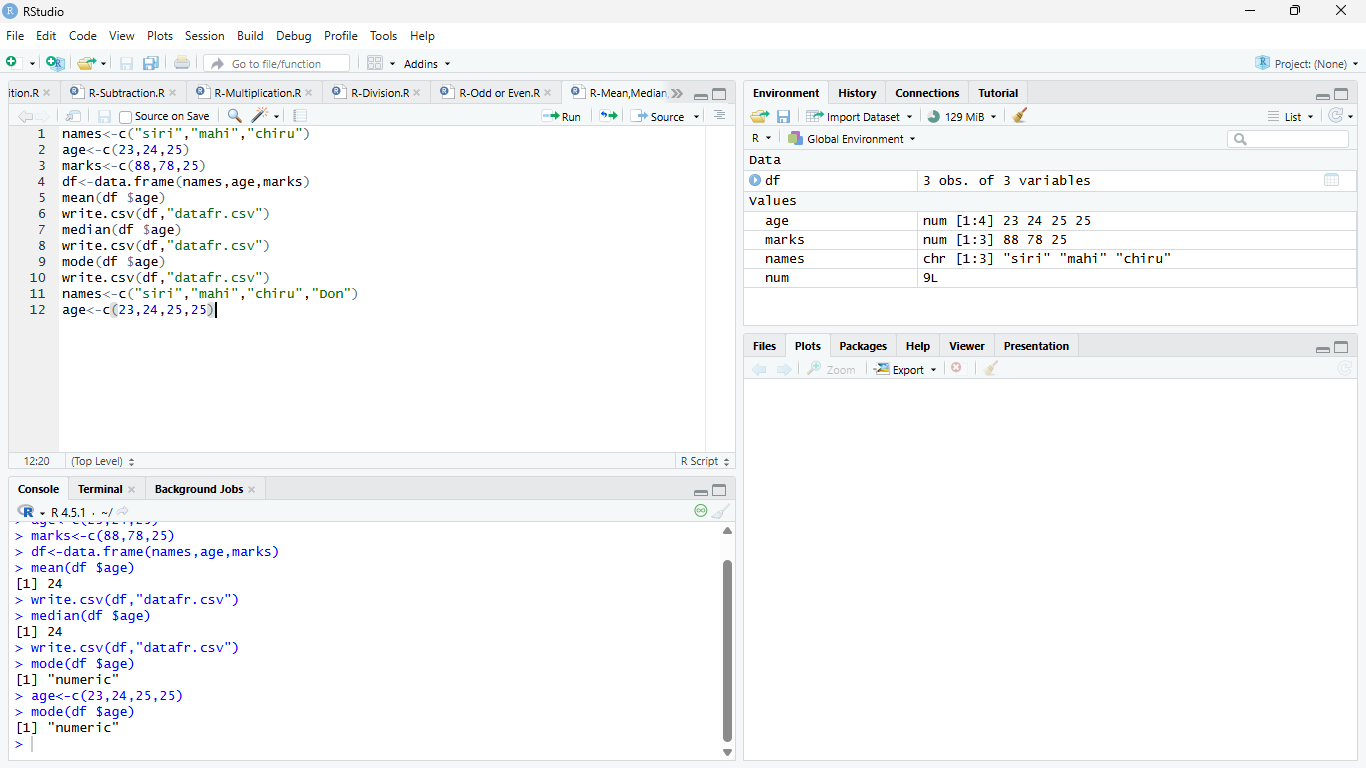 RStudio
File Edit Code View Plots Session Build Debug Profile Tools Help
Go to file/function Addins Project: (None)
ition.R R-Subtraction.R R-Multiplication.R R-Division.R R-Odd or Even.R R-Mean,Median,
Source on Save Run Source
1 names<-c("siri","mahi","chiru")
2 age<-c(23,24,25)
3 marks<-c(88,78,25)
4 df<-data.frame(names,age,marks)
5 mean(df $age)
6 write.csv(df,"datafr.csv")
7 median(df $age)
8 write.csv(df,"datafr.csv")
9 mode(df $age)
10 write.csv(df,"datafr.csv")
11 names<-c("siri","mahi","chiru","Don")
12 age<-c(23,24,25,25)
12:20 (Top Level) R Script
Console Terminal Background Jobs
R 4.5.1 · ~/
> age<-c(23,24,25)
> marks<-c(88,78,25)
> df<-data.frame(names,age,marks)
> mean(df $age)
[1] 24
> write.csv(df,"datafr.csv")
> median(df $age)
[1] 24
> write.csv(df,"datafr.csv")
> mode(df $age)
[1] "numeric"
> age<-c(23,24,25,25)
> mode(df $age)
[1] "numeric"
>
Environment History Connections Tutorial
Import Dataset 129 MiB List
R Global Environment
Data
df 3 obs. of 3 variables
Values
age num [1:4] 23 24 25 25
marks num [1:3] 88 78 25
names chr [1:3] "siri" "mahi" "chiru"
num 9L
Files Plots Packages Help Viewer Presentation
Zoom Export